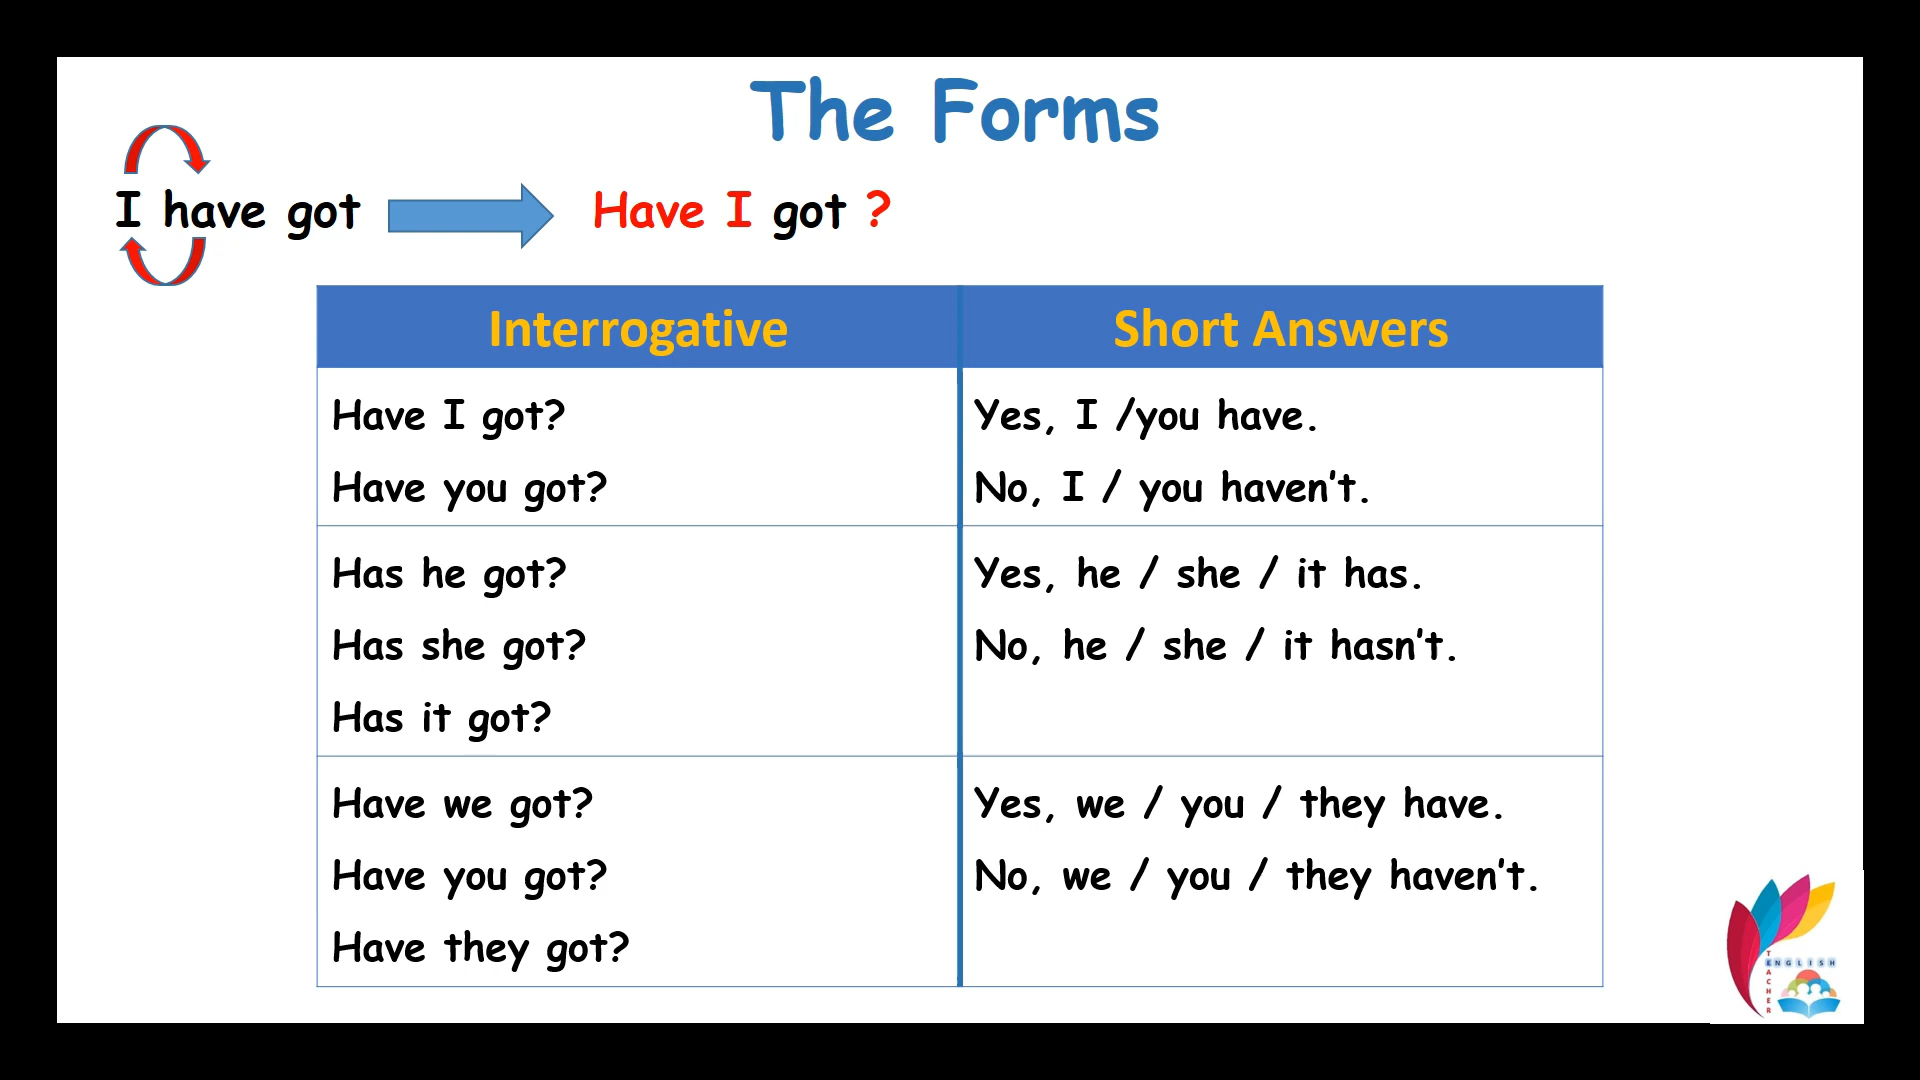 The Forms
I have got
Have I got ?
Interrogative
Short Answers
Have I got?
Have you got?
Yes, I /you have.
No, I / you haven't.
Has he got?
Has she got?
Has it got?
Yes, he / she / it has.
No, he / she / it hasn't.
Have we got?
Have you got?
Have they got?
Yes, we / you / they have.
No, we / you / they haven't.
ENGLISH
TEACHER